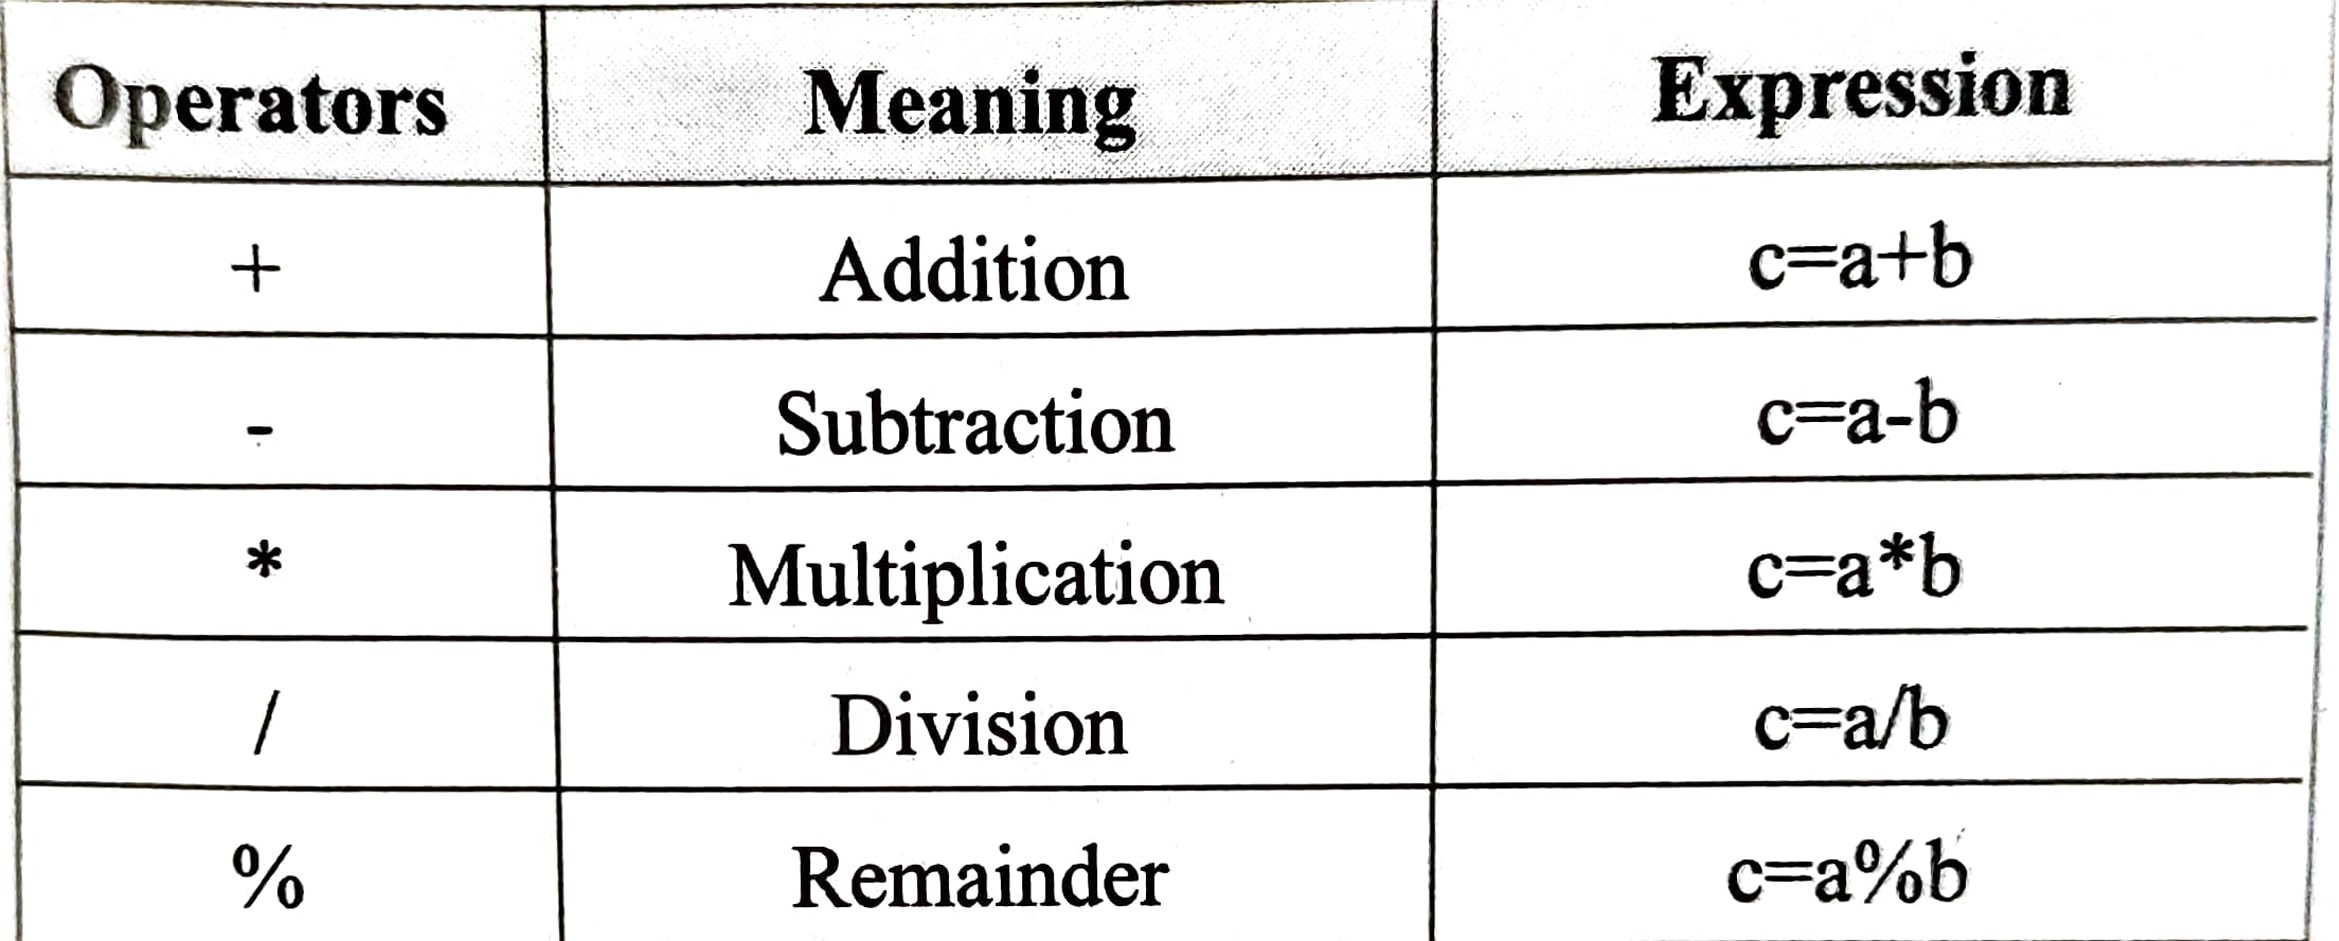 Operators Meaning Expression
+ Addition c=a+b
- Subtraction c=a-b
* Multiplication c=a*b
/ Division c=a/b
% Remainder c=a%b